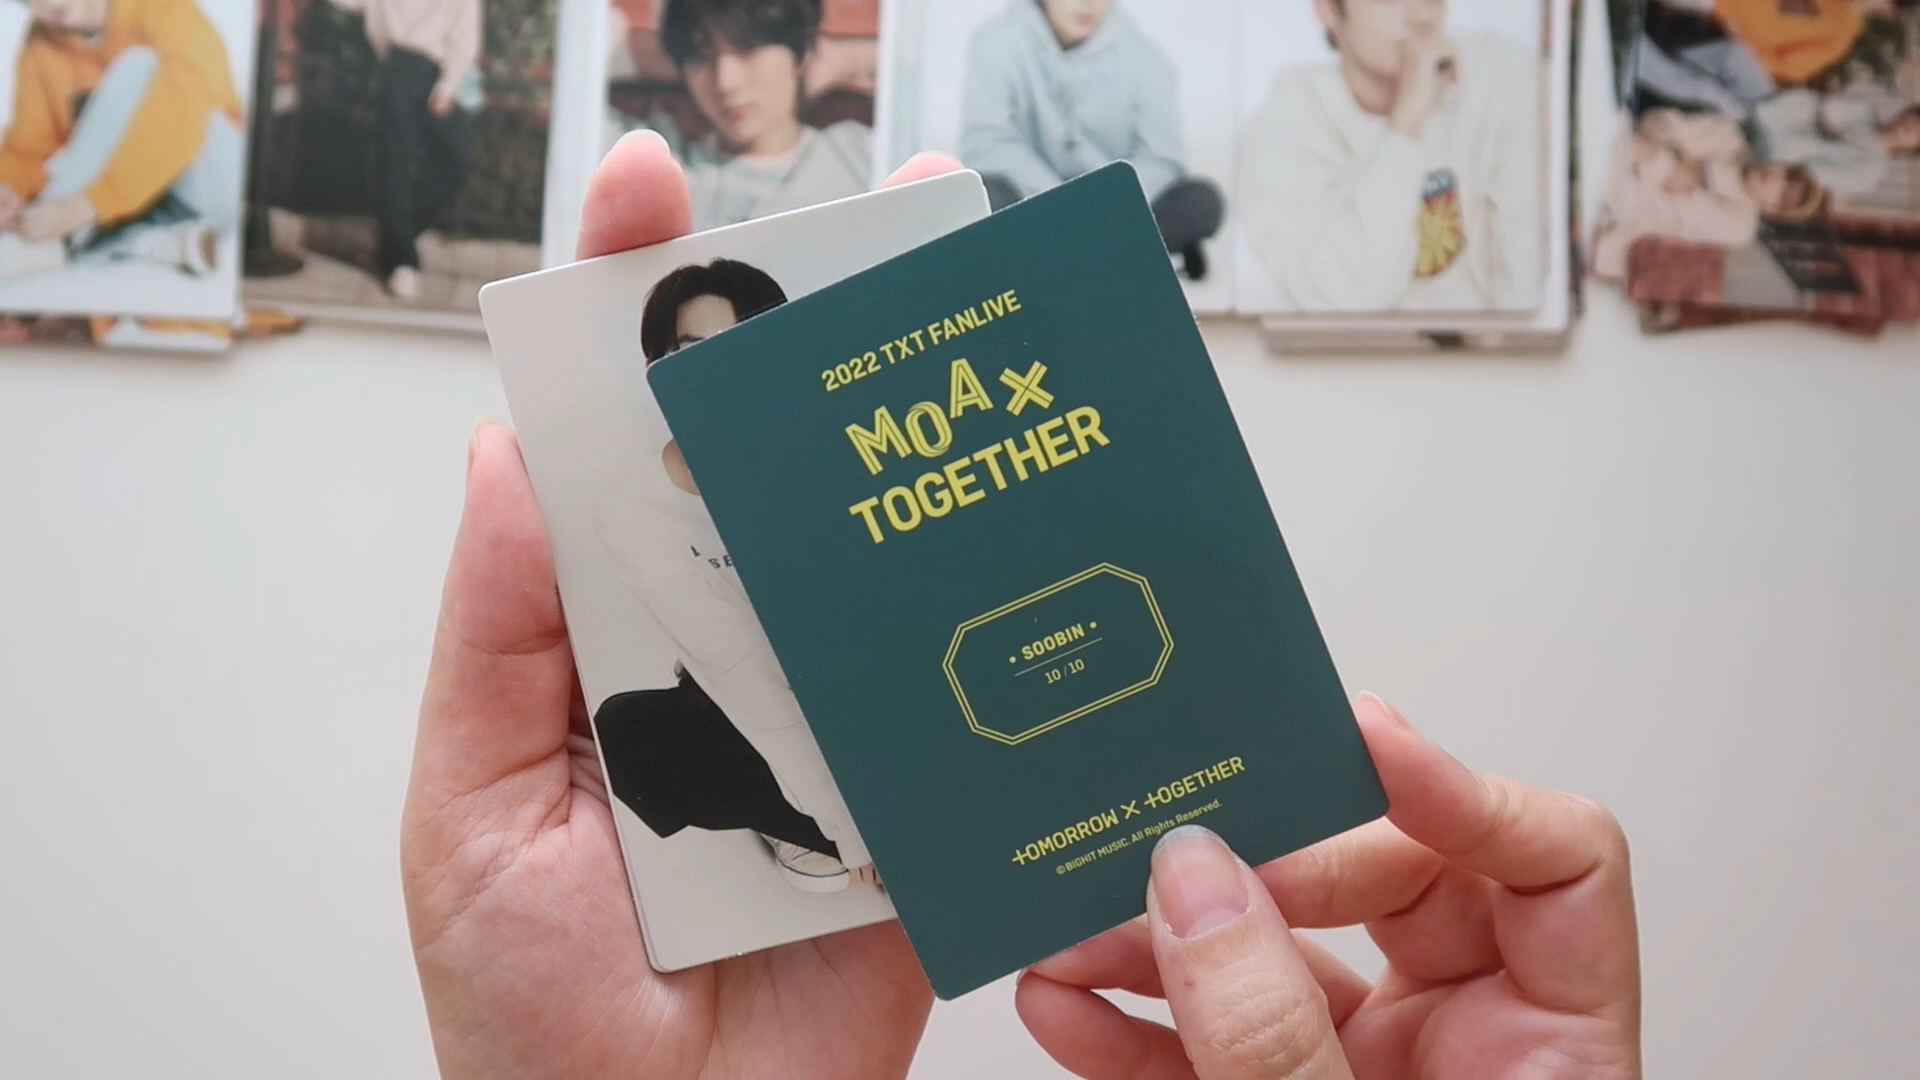 2022 TXT FANLIVE
MOA X
TOGETHER
• SOOBIN •
10/10
TOMORROW X TOGETHER
© BIGHIT MUSIC. All Rights Reserved.